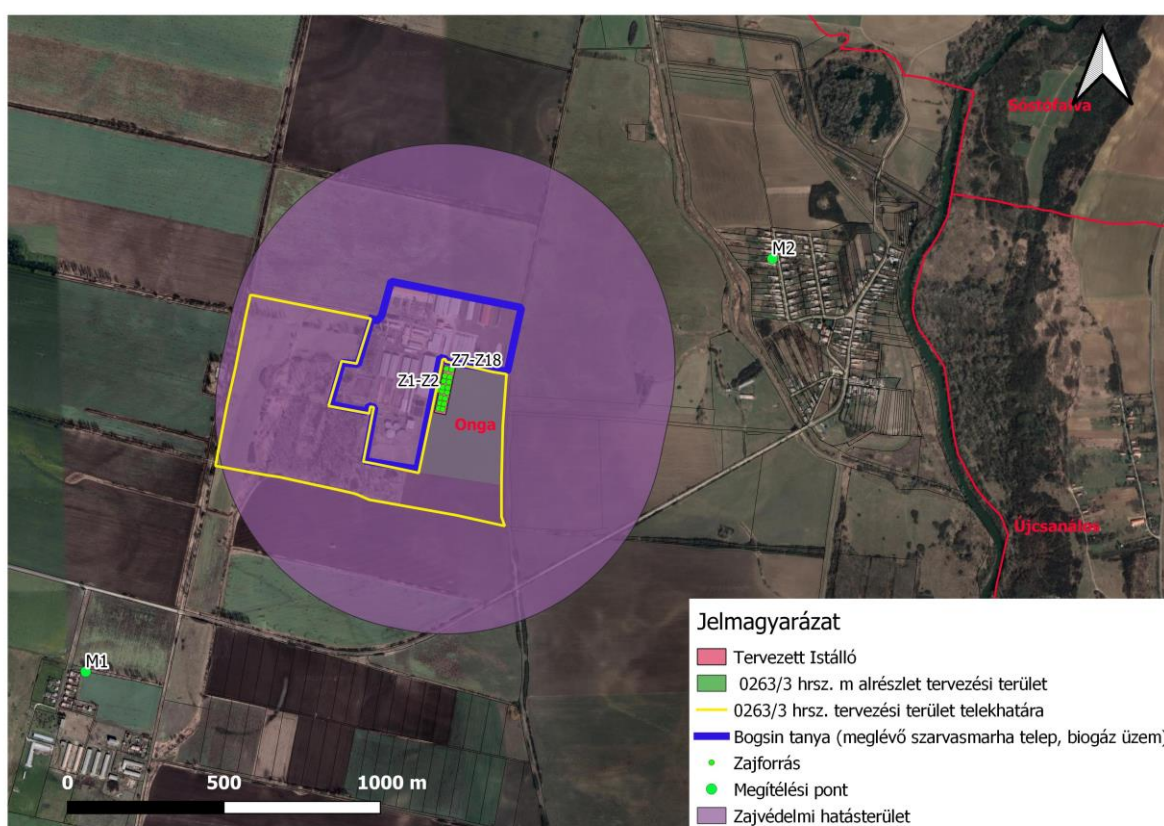 Sóstófalva
M2
Z7-Z18
Z1-Z2
Onga
Újcsanálos
M1
0 500 1000 m
Jelmagyarázat
Tervezett Istálló
0263/3 hrsz. m alrészlet tervezési terület
0263/3 hrsz. tervezési terület telekhatára
Bogsin tanya (meglévő szarvasmarha telep, biogáz üzem)
Zajforrás
Megítélési pont
Zajvédelmi hatásterület